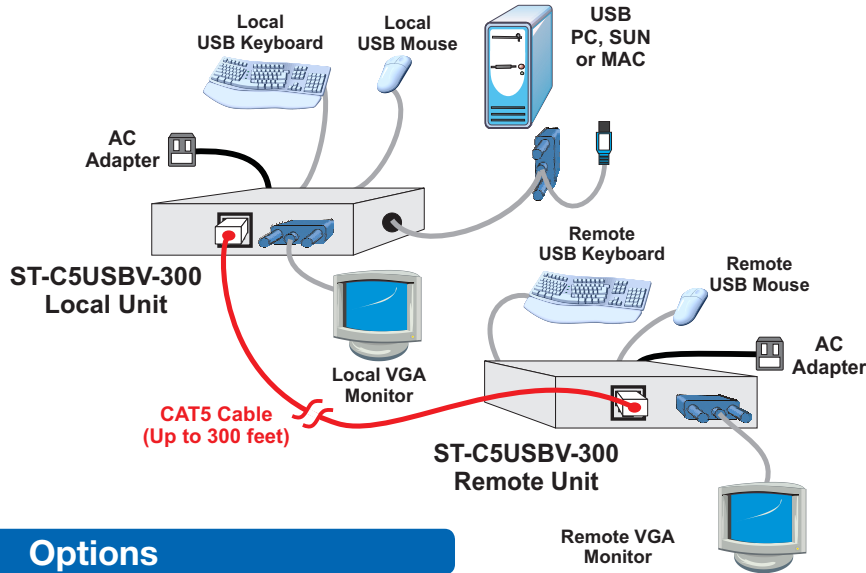 Local
USB Keyboard
Local
USB Mouse
USB
PC, SUN
or MAC
AC
Adapter
ST-C5USBV-300
Local Unit
Local VGA
Monitor
CAT5 Cable
(Up to 300 feet)
Remote
USB Keyboard
Remote
USB Mouse
AC
Adapter
ST-C5USBV-300
Remote Unit
Remote VGA
Monitor
Options